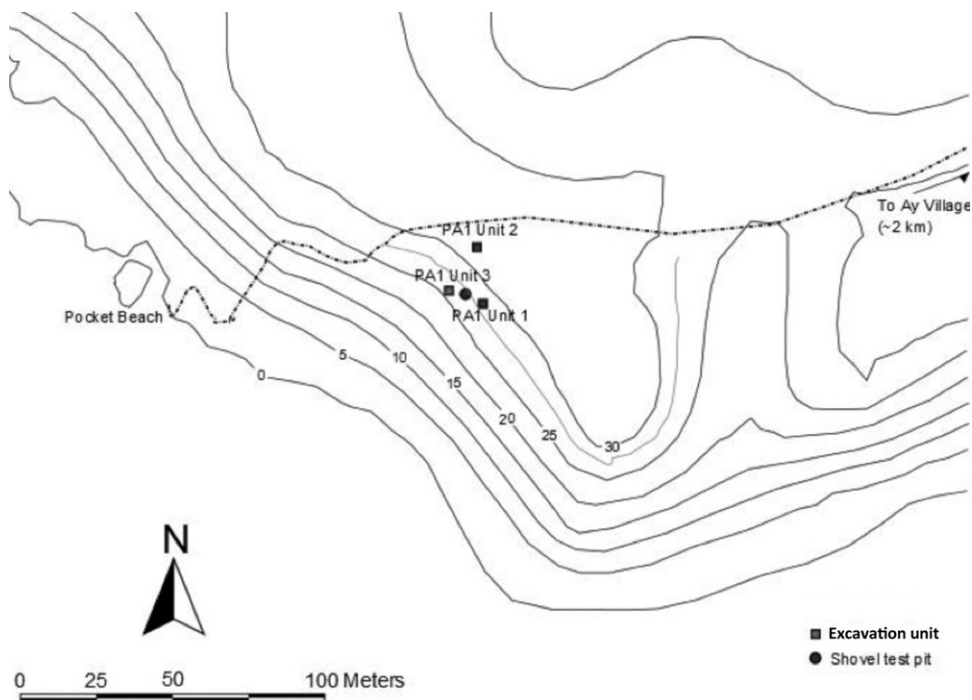 To Ay Village
(~2 km)
PA1 Unit 2
PA1 Unit 3
PA1 Unit 1
Pocket Beach
0
5
10
15
20
25
30
N
Excavation unit
Shovel test pit
0 25 50 100 Meters